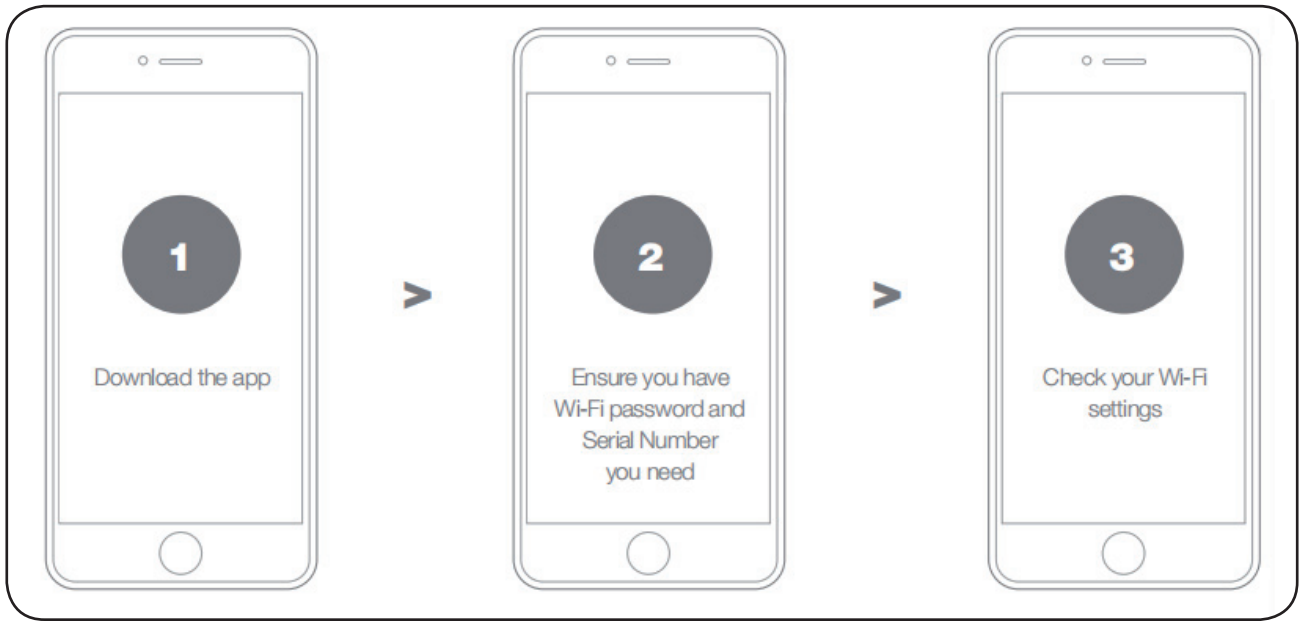 1
Download the app
>
2
Ensure you have
Wi-Fi password and
Serial Number
you need
>
3
Check your Wi-Fi
settings